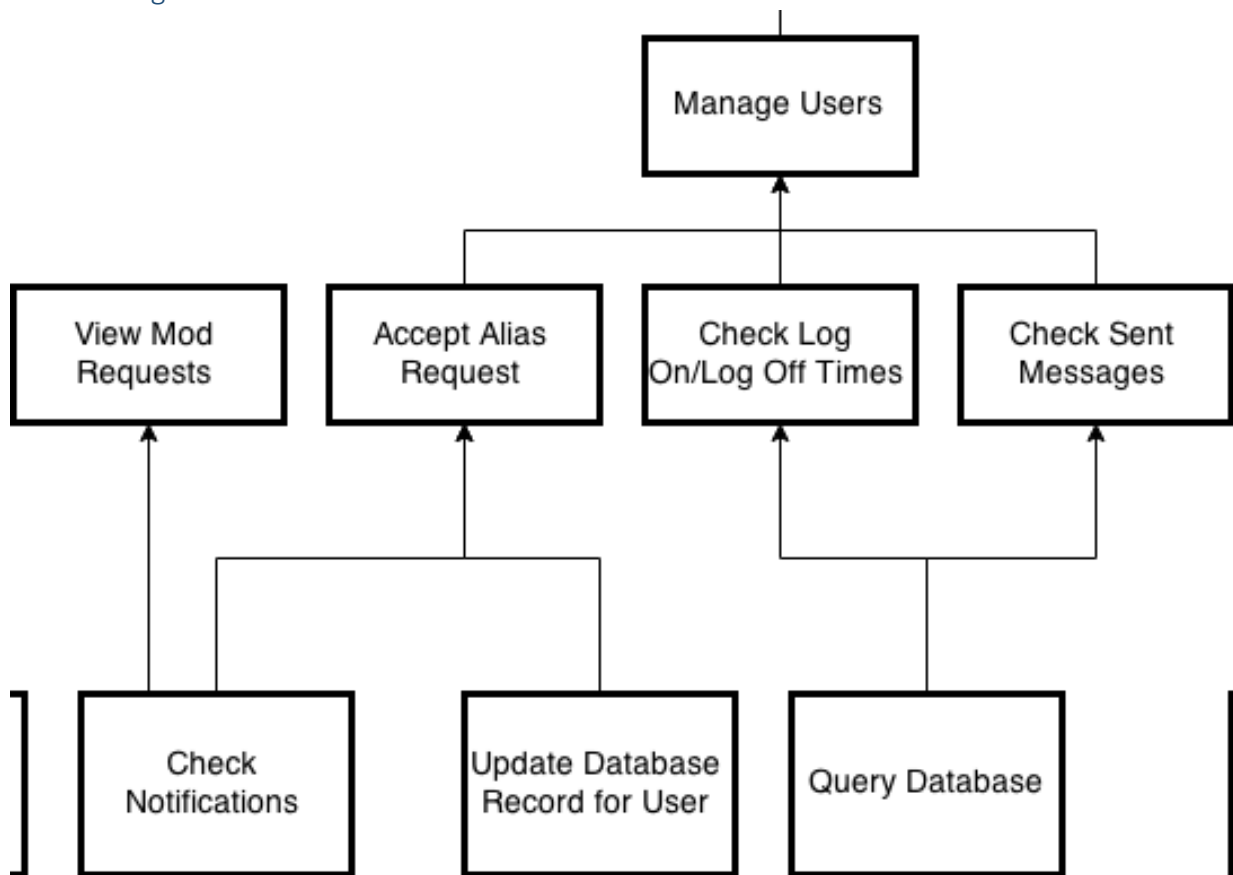 Manage Users
View Mod
Requests
Accept Alias
Request
Check Log
On/Log Off Times
Check Sent
Messages
Check
Notifications
Update Database
Record for User
Query Database